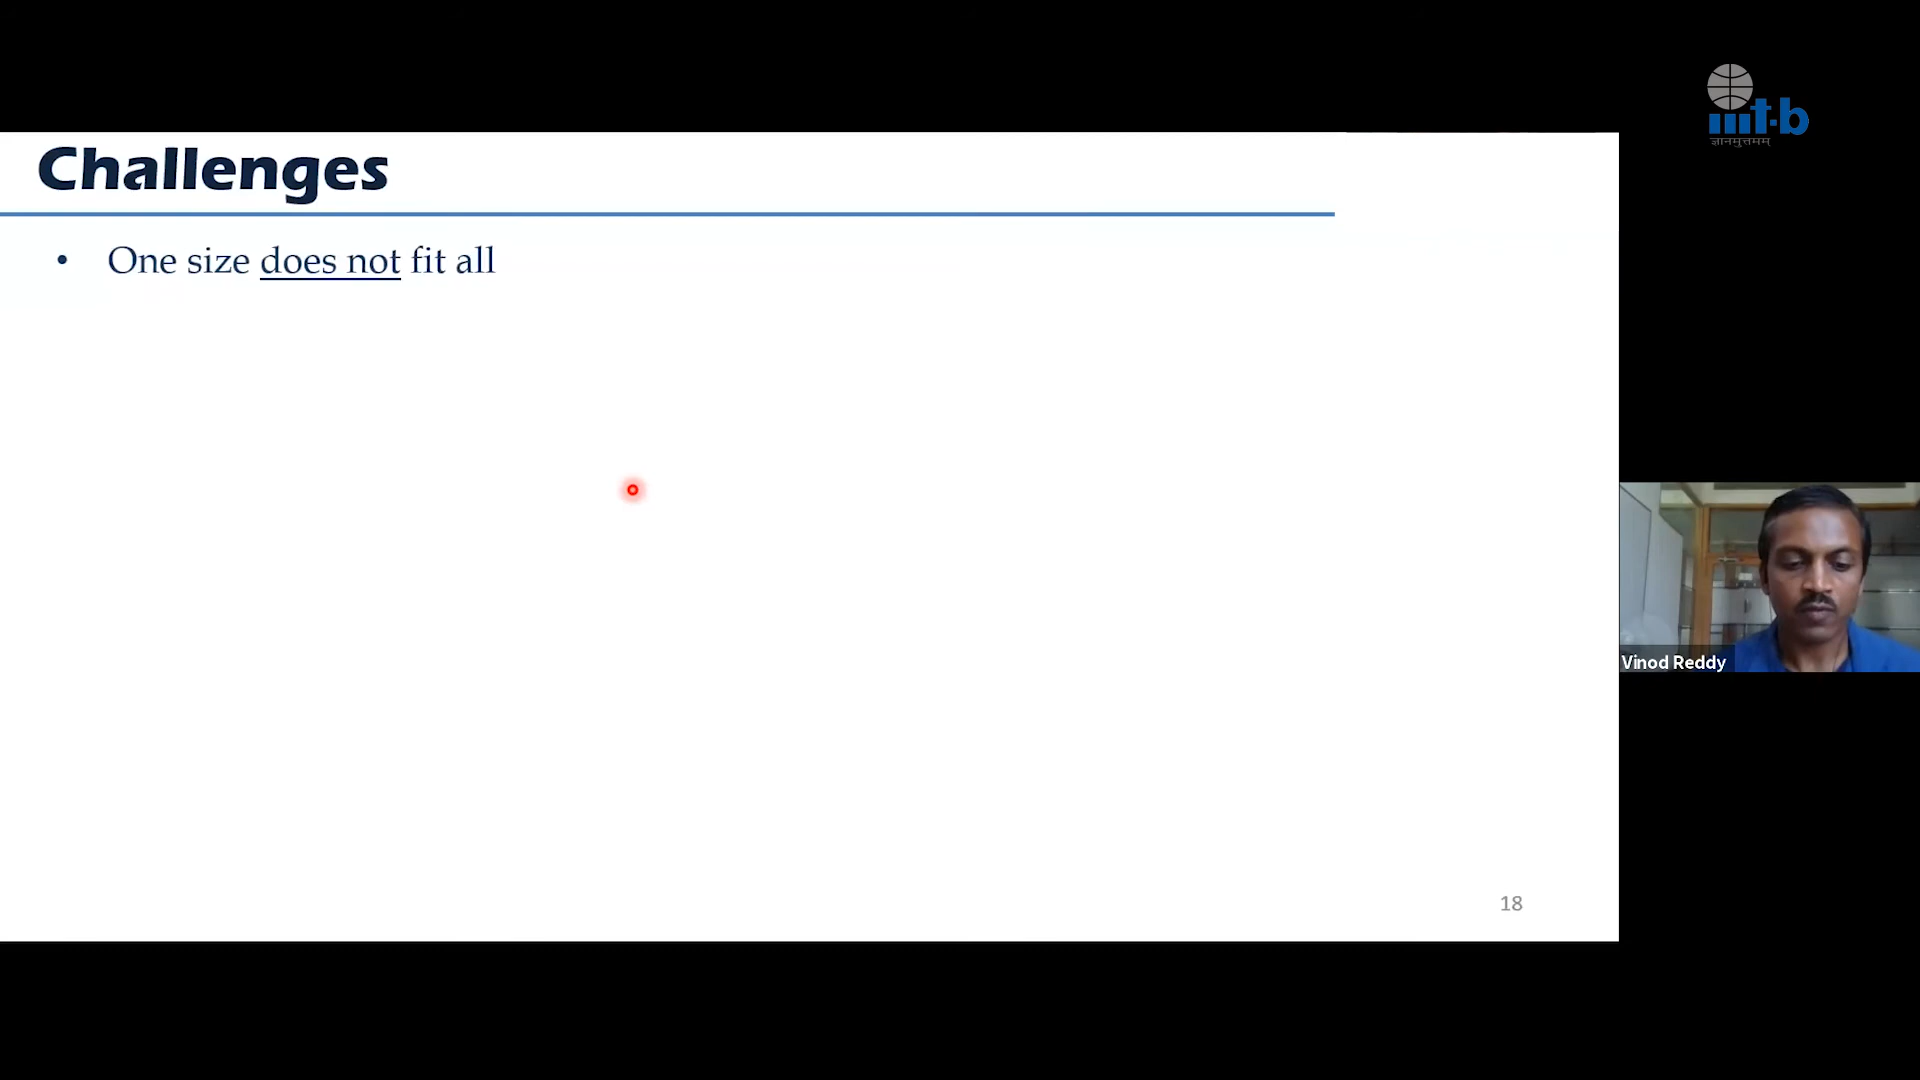 iiit-b
ज्ञानमुत्तमम्
Challenges
• One size does not fit all
Vinod Reddy
18